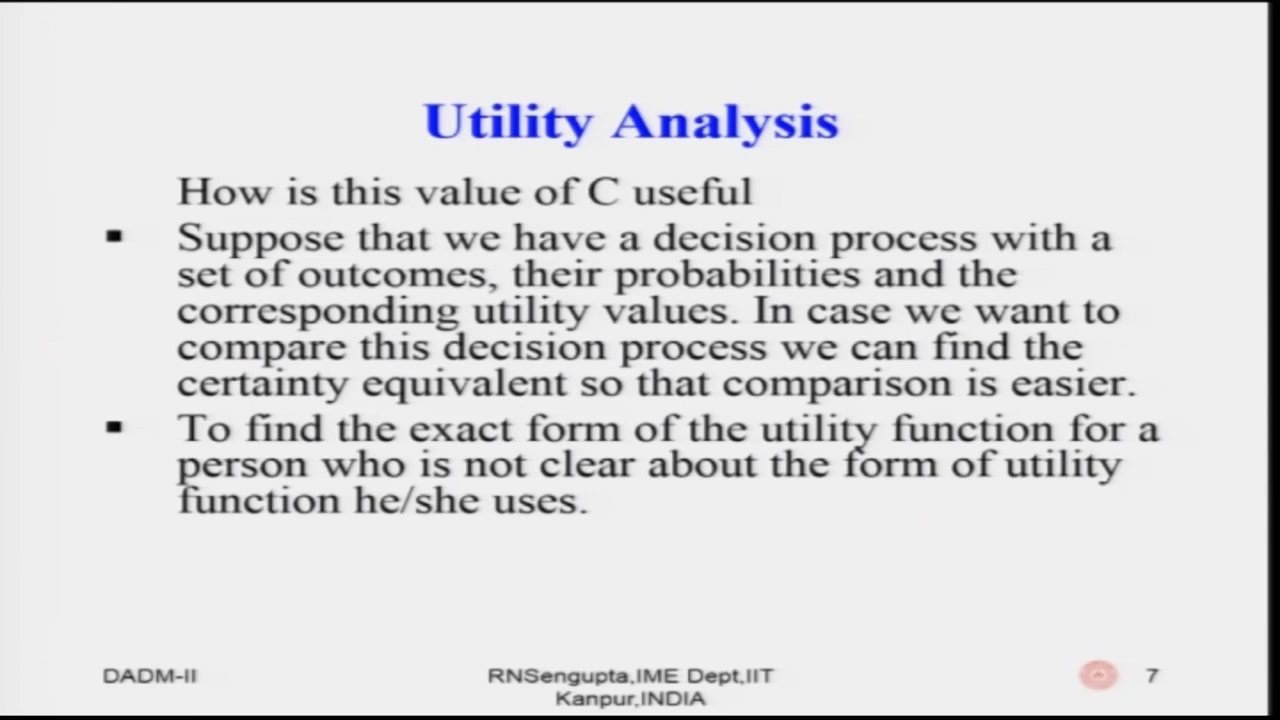 Utility Analysis
How is this value of C useful
▪ Suppose that we have a decision process with a
set of outcomes, their probabilities and the
corresponding utility values. In case we want to
compare this decision process we can find the
certainty equivalent so that comparison is easier.
▪ To find the exact form of the utility function for a
person who is not clear about the form of utility
function he/she uses.
DADM-II
RNSengupta,IME Dept,IIT
Kanpur,INDIA
7